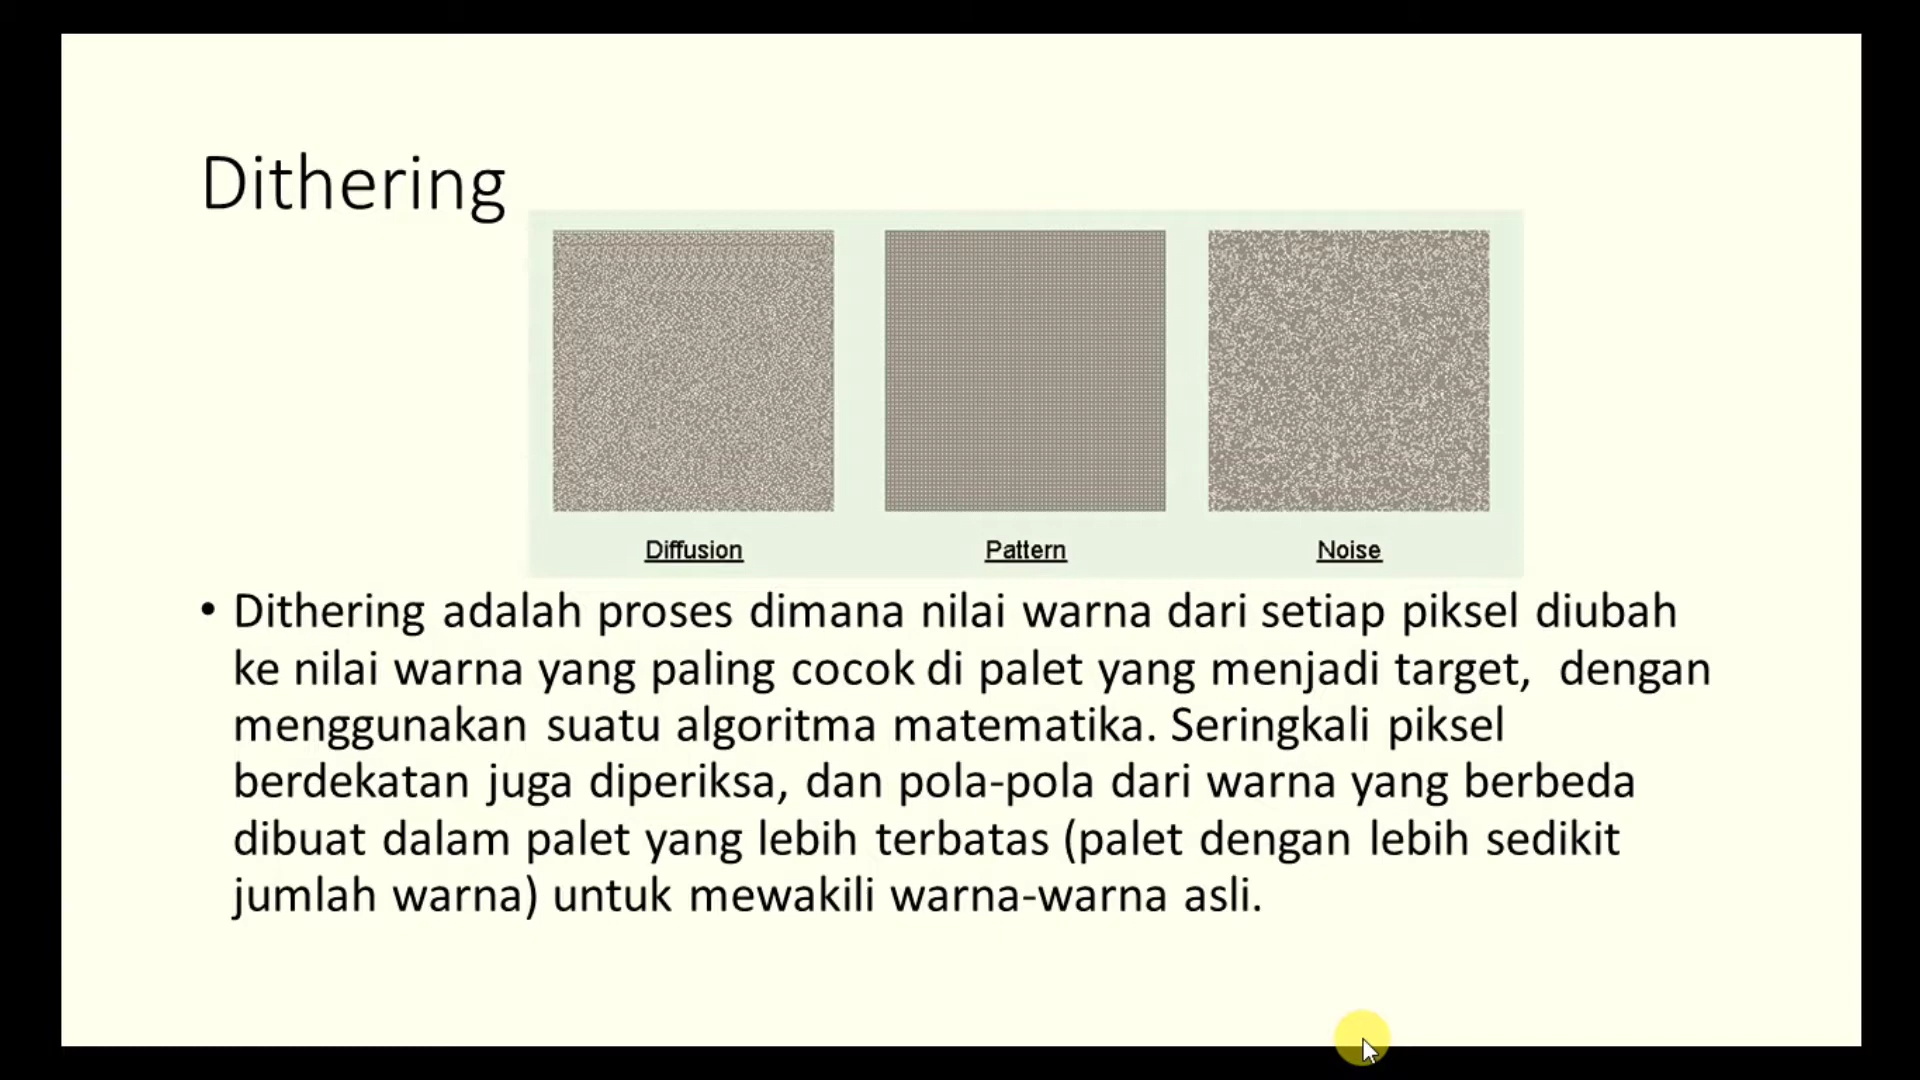 Dithering
Diffusion
Pattern
Noise
• Dithering adalah proses dimana nilai warna dari setiap piksel diubah
ke nilai warna yang paling cocok di palet yang menjadi target, dengan
menggunakan suatu algoritma matematika. Seringkali piksel
berdekatan juga diperiksa, dan pola-pola dari warna yang berbeda
dibuat dalam palet yang lebih terbatas (palet dengan lebih sedikit
jumlah warna) untuk mewakili warna-warna asli.